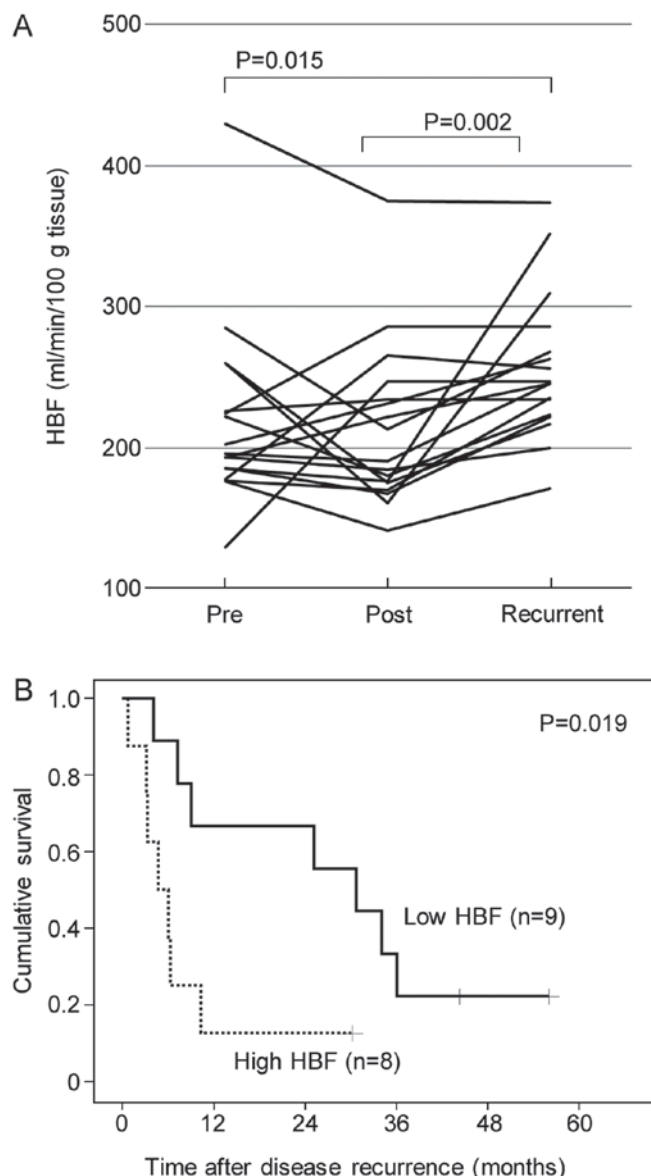 A
500
P=0.015
P=0.002
400
300
200
100
HBF (ml/min/100 g tissue)
Pre Post Recurrent
B
1.0
P=0.019
0.8
0.6
0.4
0.2
0
Cumulative survival
Low HBF (n=9)
High HBF (n=8)
0 12 24 36 48 60
Time after disease recurrence (months)